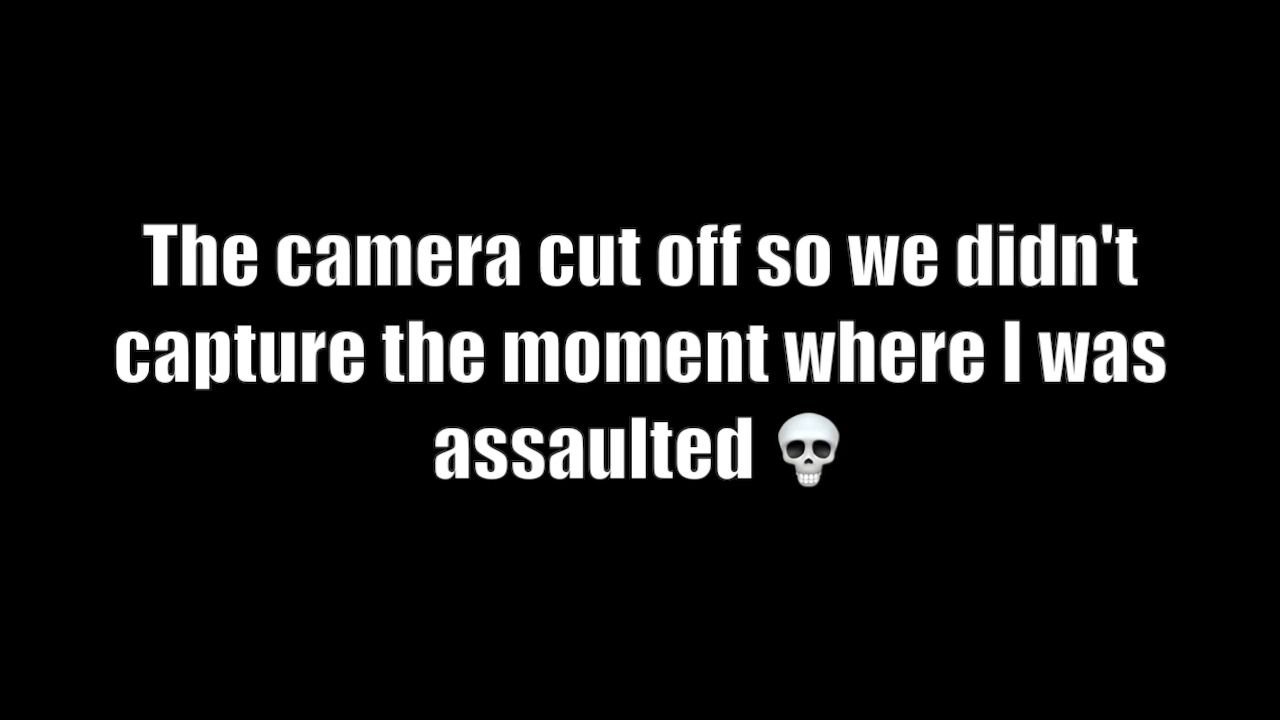 The camera cut off so we didn't
capture the moment where I was
assaulted 💀